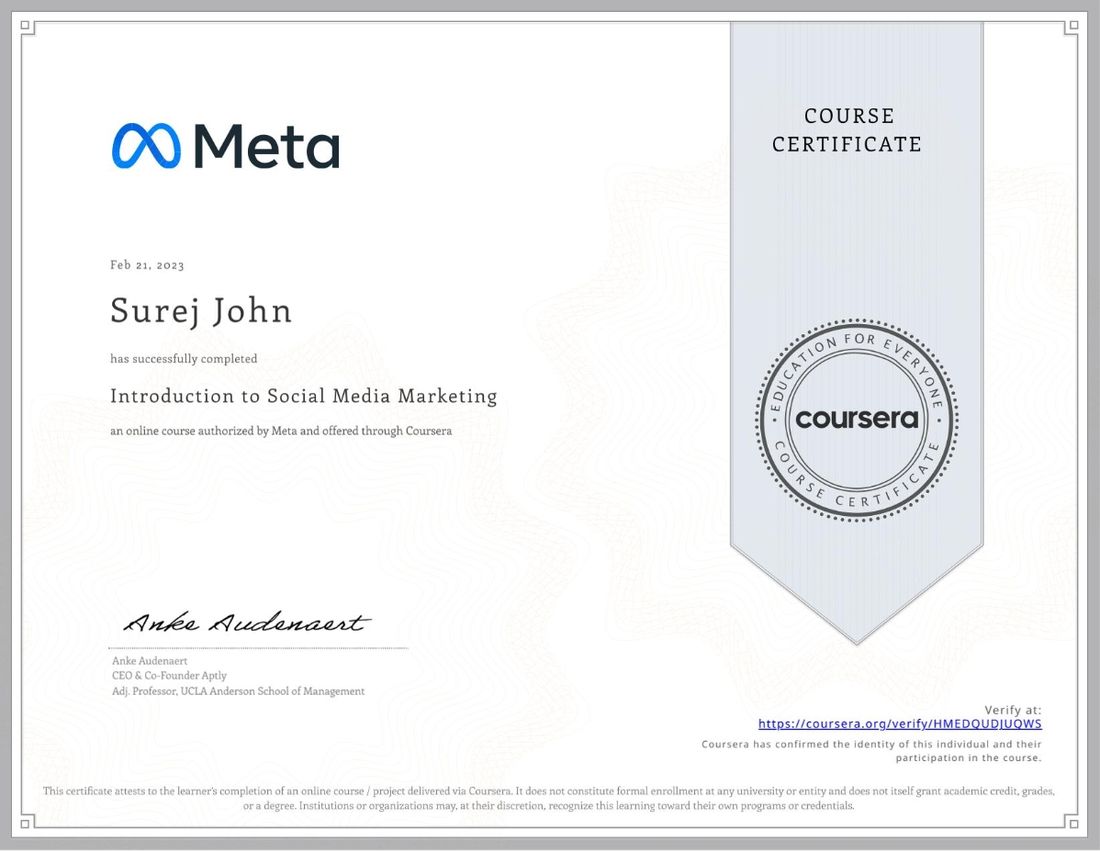 Meta
COURSE
CERTIFICATE
Feb 21, 2023
Surej John
has successfully completed
Introduction to Social Media Marketing
an online course authorized by Meta and offered through Coursera
EDUCATION FOR EVERYONE
coursera
COURSE CERTIFICATE
Anke Audenaert
Anke Audenaert
CEO & Co-Founder Aptly
Adj. Professor, UCLA Anderson School of Management
Verify at:
https://coursera.org/verify/HMEDQUDJUQWS
Coursera has confirmed the identity of this individual and their
participation in the course.
This certificate attests to the learner's completion of an online course / project delivered via Coursera. It does not constitute formal enrollment at any university or entity and does not itself grant academic credit, grades,
or a degree. Institutions or organizations may, at their discretion, recognize this learning toward their own programs or credentials.